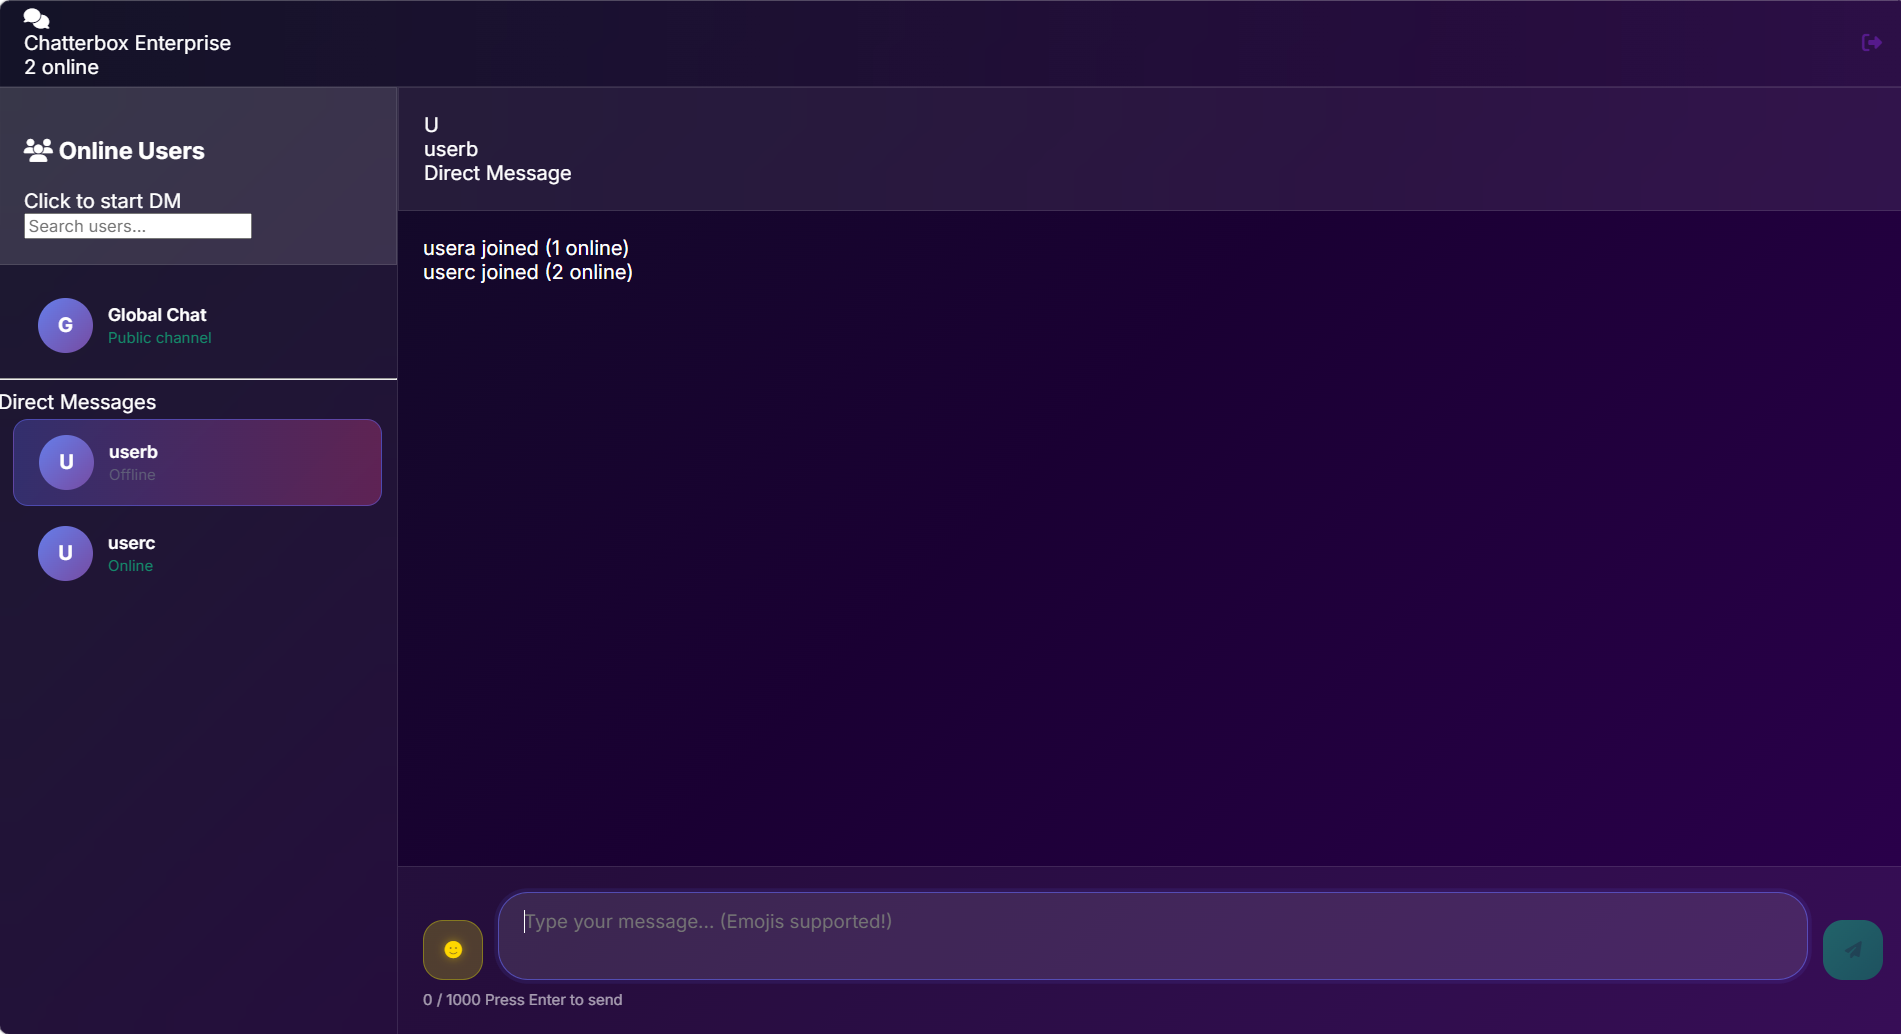 Chatterbox Enterprise
2 online
Online Users
Click to start DM
Search users...
G
Global Chat
Public channel
Direct Messages
U
userb
Offline
U
userc
Online
U
userb
Direct Message
usera joined (1 online)
userc joined (2 online)
Type your message... (Emojis supported!)
0 / 1000 Press Enter to send